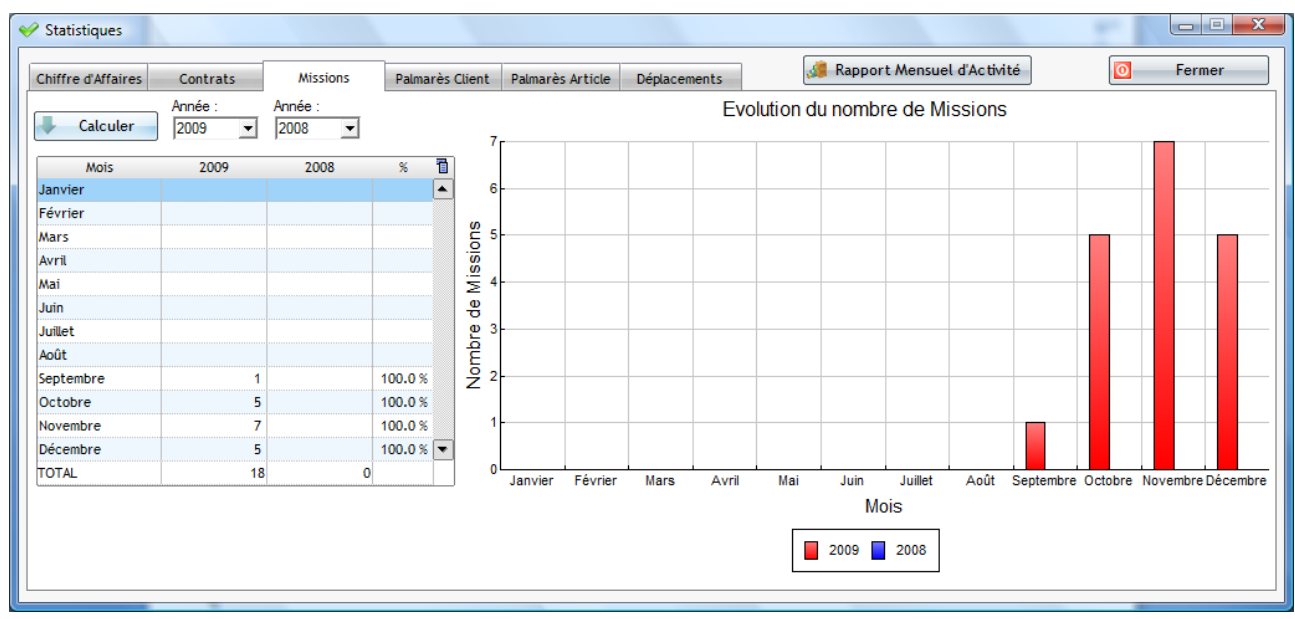 Statistiques
Chiffre d'Affaires Contrats Missions Palmarès Client Palmarès Article Déplacements Rapport Mensuel d'Activité Fermer
Calculer
Année :
2009
Année :
2008
Mois 2009 2008 %
Janvier
Février
Mars
Avril
Mai
Juin
Juillet
Août
Septembre 1 100.0 %
Octobre 5 100.0 %
Novembre 7 100.0 %
Décembre 5 100.0 %
TOTAL 18 0
Evolution du nombre de Missions
Nombre de Missions
7
6
5
4
3
2
1
0
Janvier Février Mars Avril Mai Juin Juillet Août Septembre Octobre Novembre Décembre
Mois
2009 2008